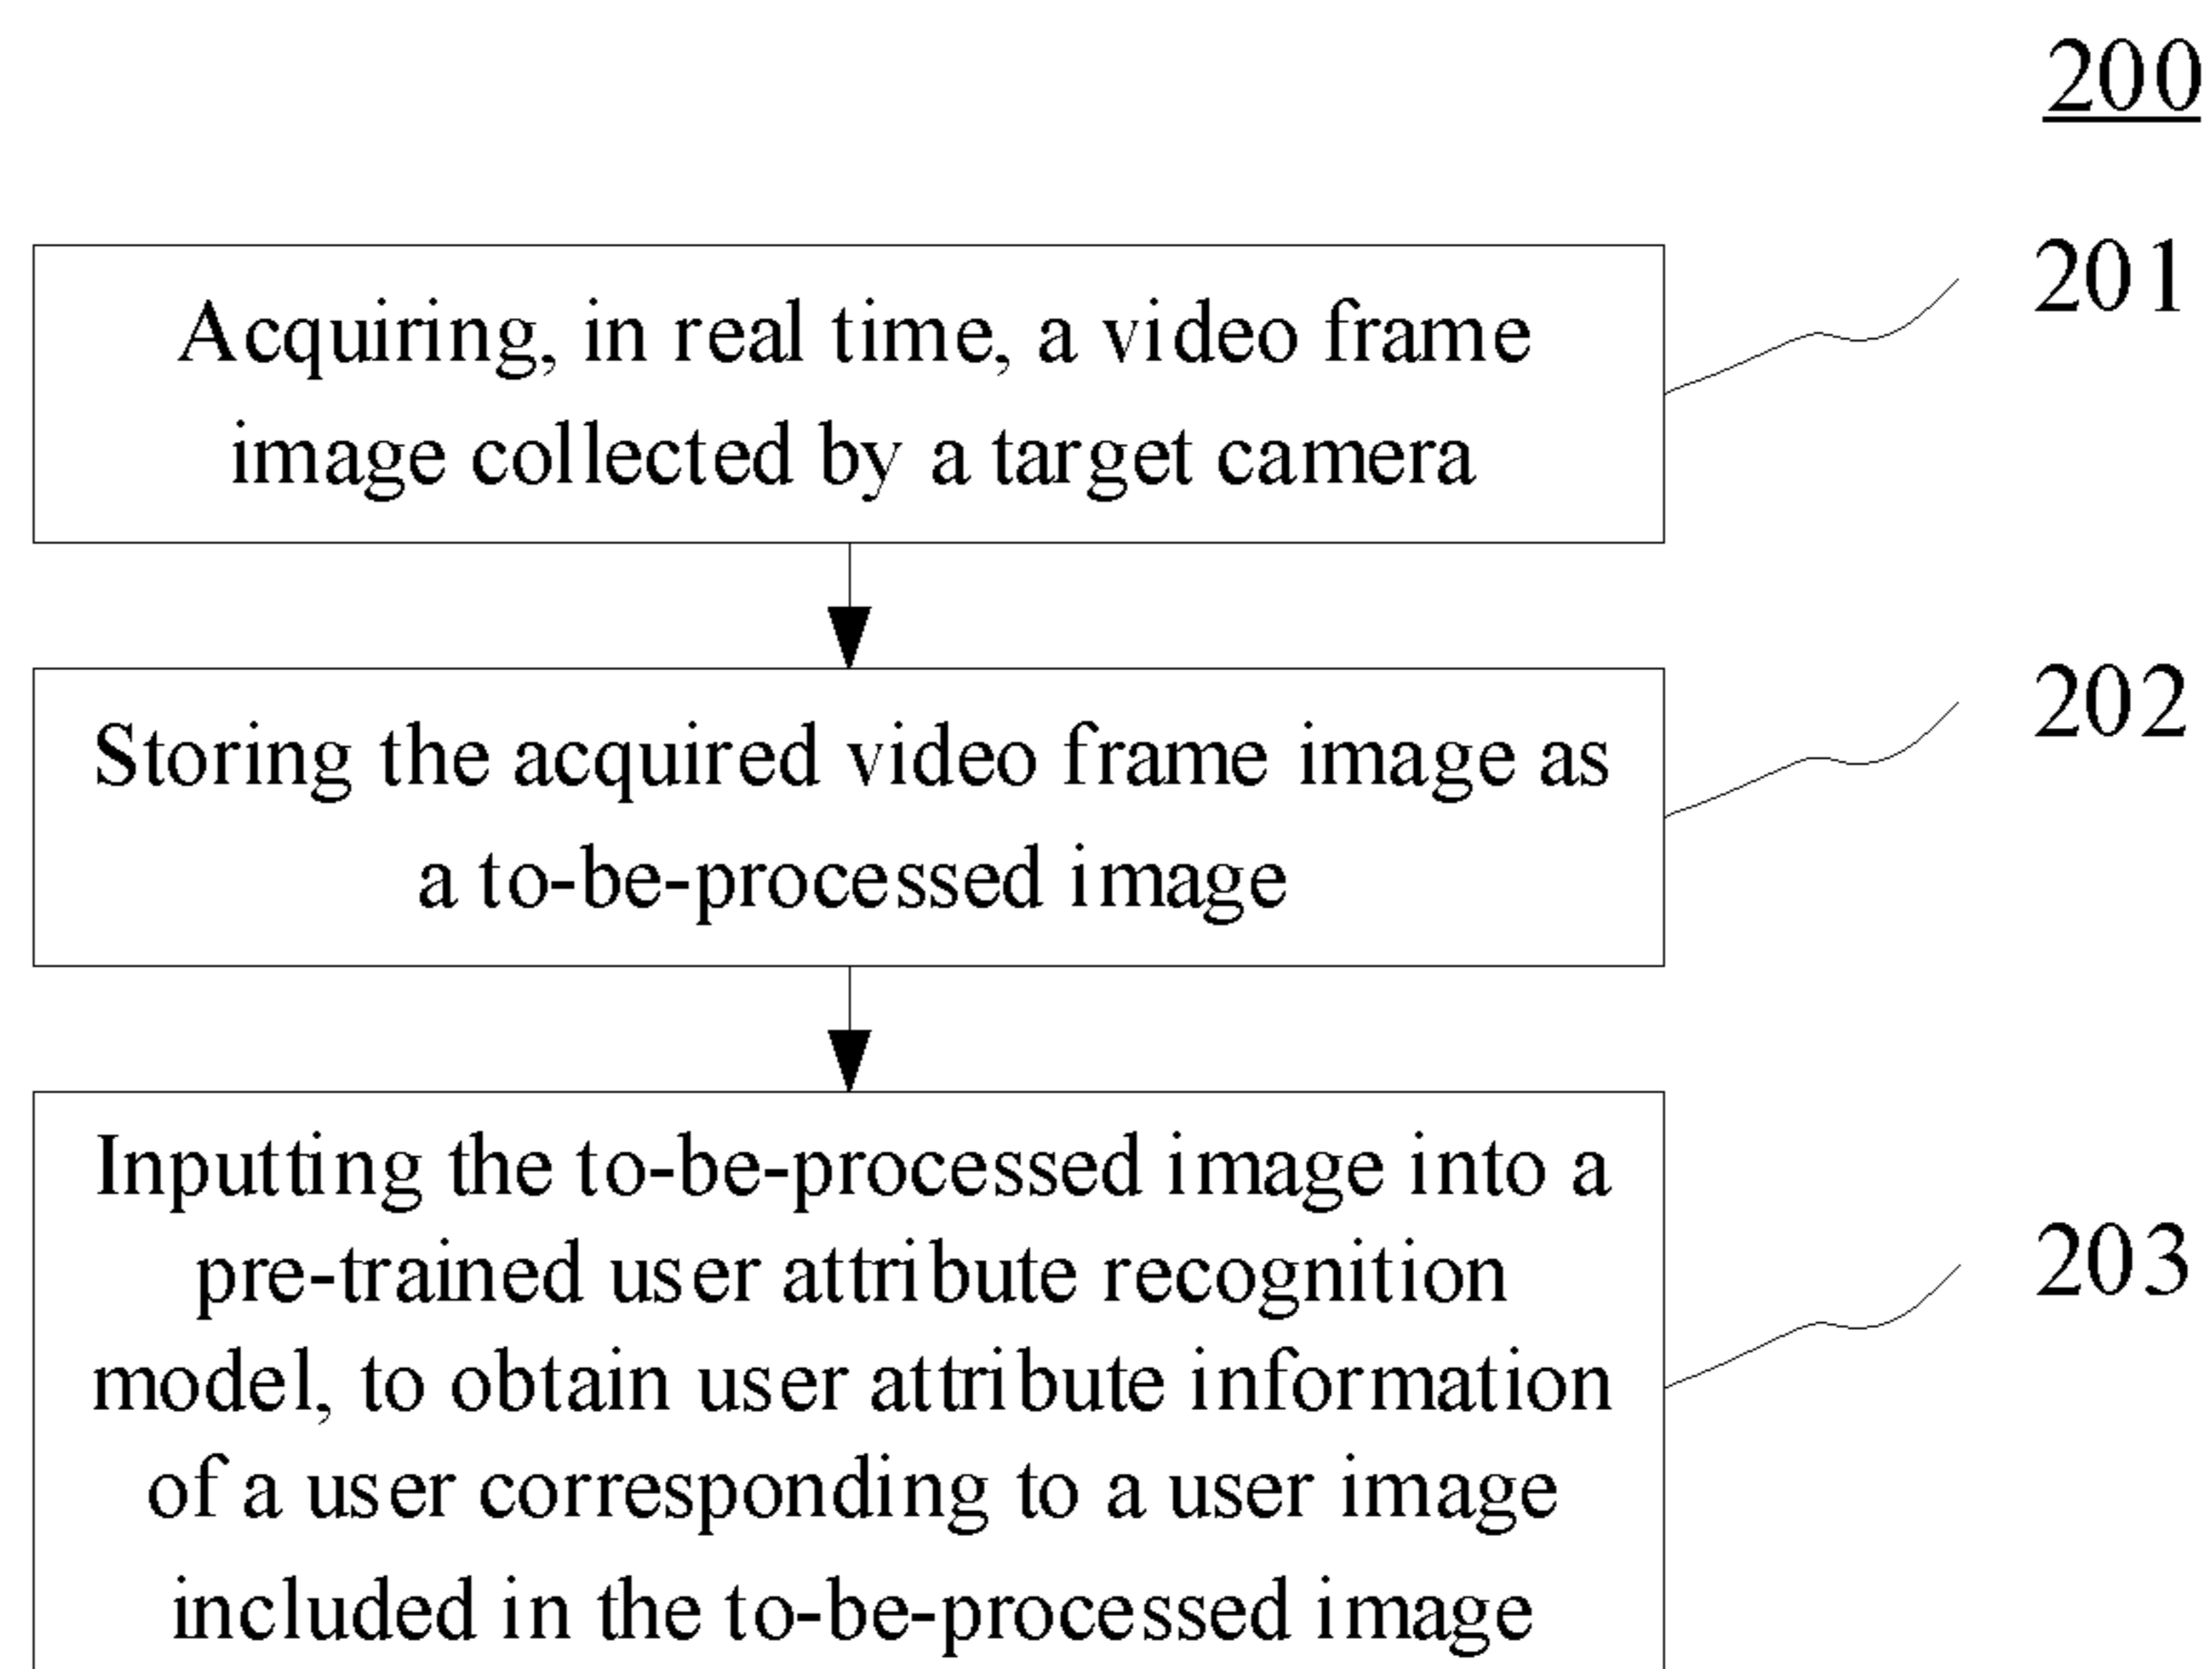 200
201
Acquiring, in real time, a video frame
image collected by a target camera
202
Storing the acquired video frame image as
a to-be-processed image
203
Inputting the to-be-processed image into a
pre-trained user attribute recognition
model, to obtain user attribute information
of a user corresponding to a user image
included in the to-be-processed image